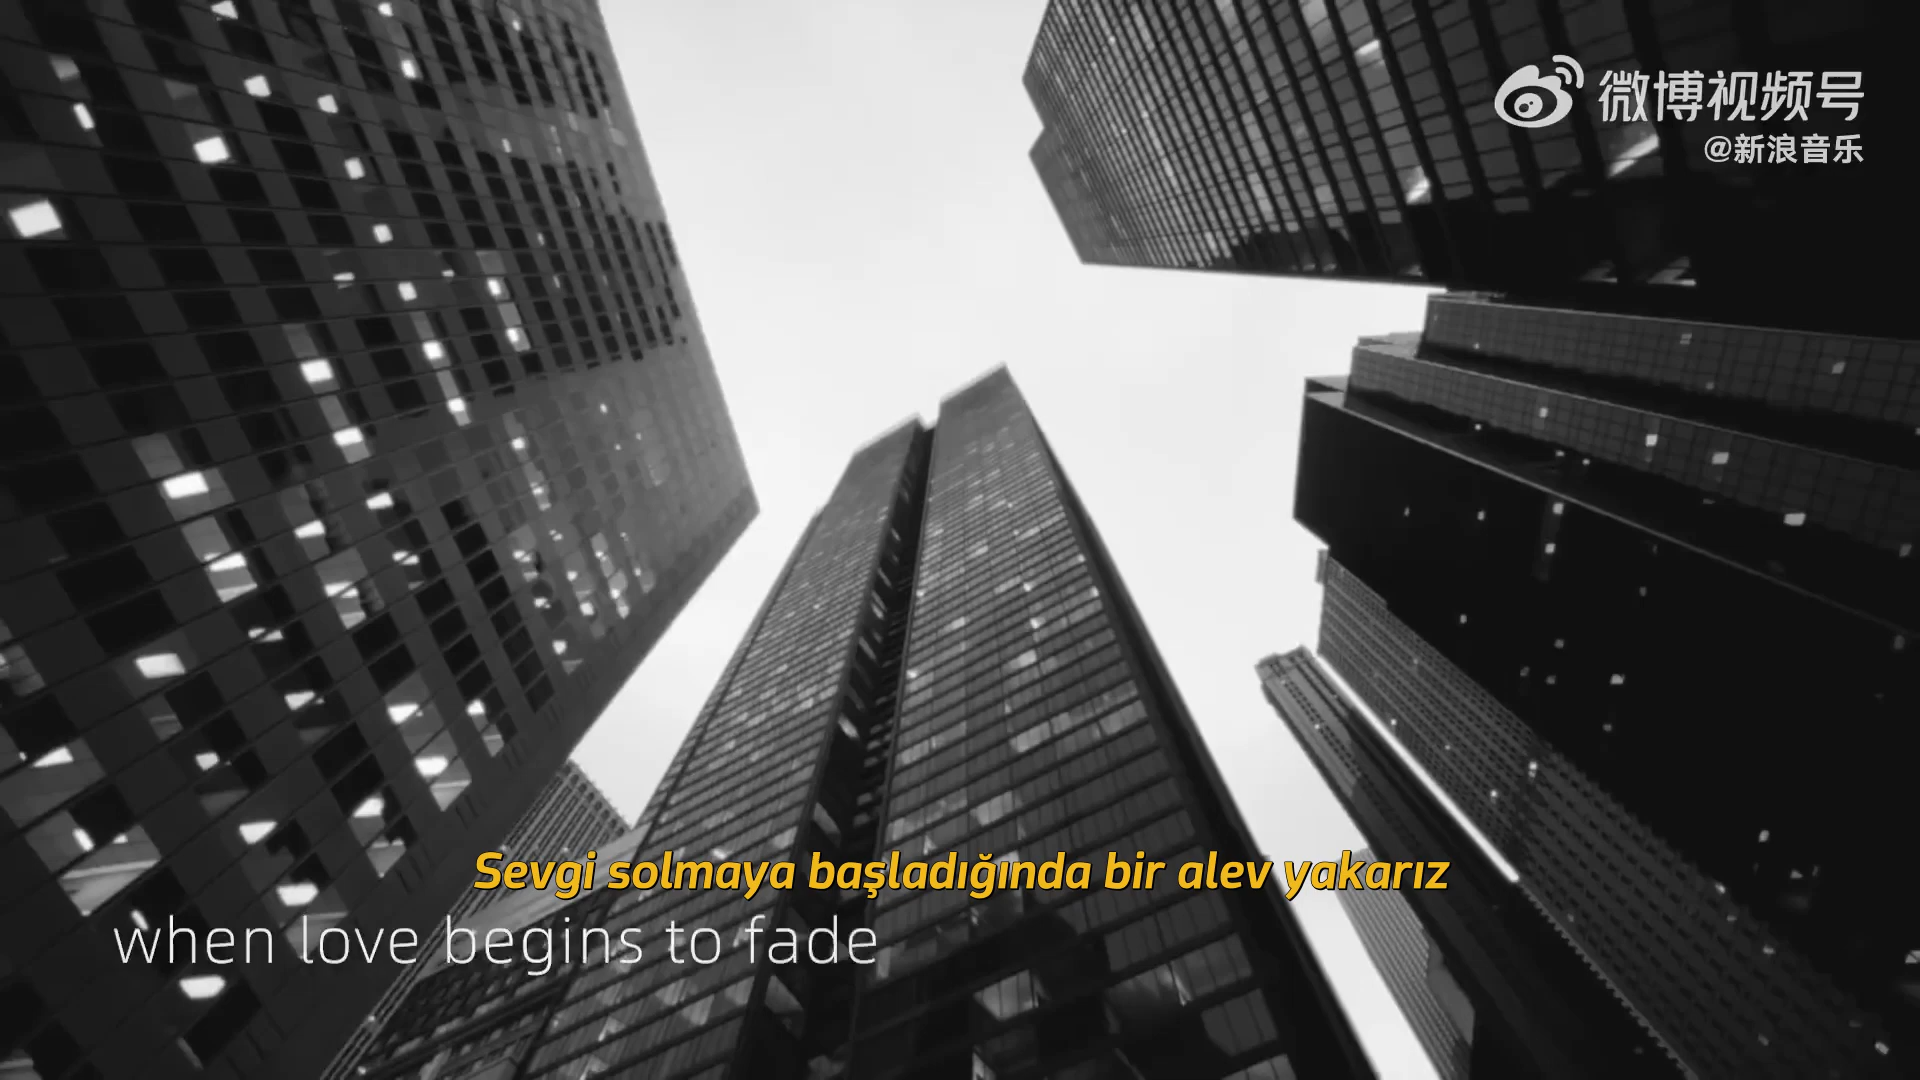 微博视频号
@新浪音乐
Sevgi solmaya başladığında bir alev yakarız
when love begins to fade